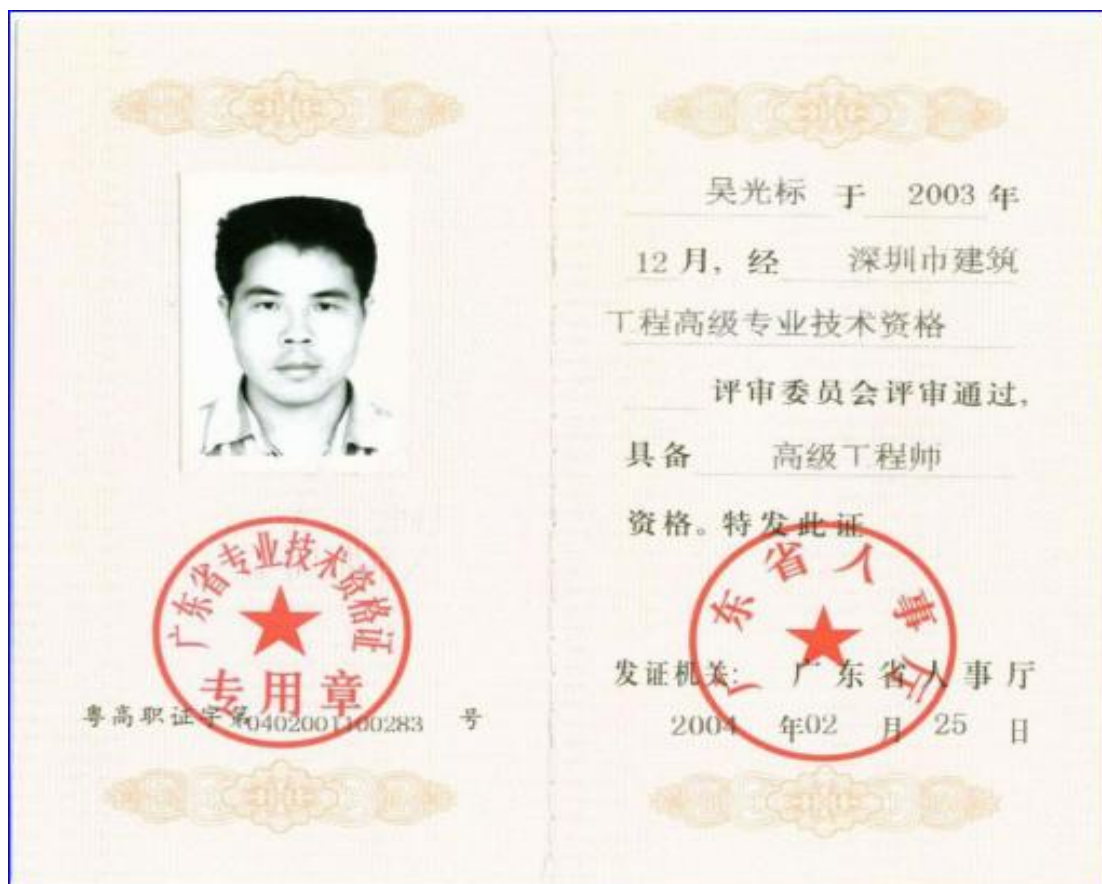 广东省专业技术资格证
专用章
粤高职证字第0402001100283 号
吴光标 于 2003 年
12 月，经 深圳市建筑
工程高级专业技术资格
评审委员会评审通过，
具备 高级工程师
资格。特发此证
广东省人事厅
发证机关： 广东省人事厅
2004 年 02 月 25 日